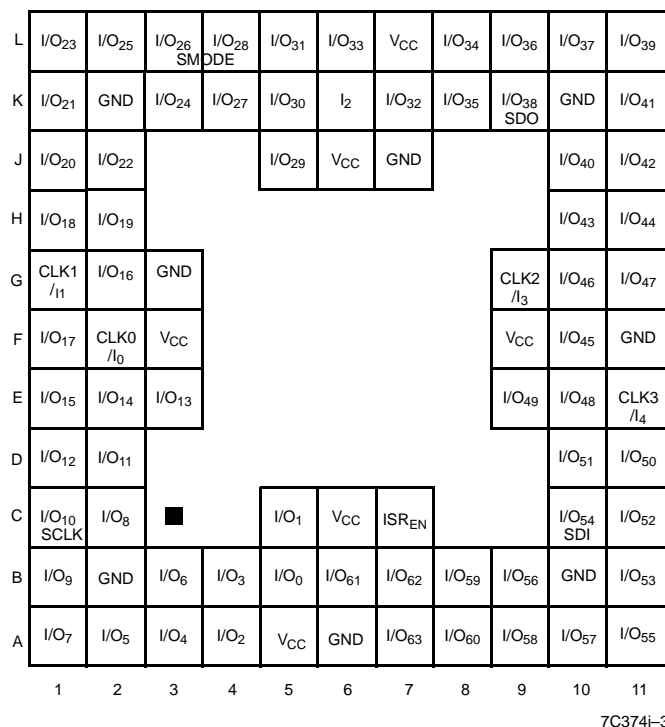 L I/O23 I/O25 I/O26 I/O28 I/O31 I/O33 VCC I/O34 I/O36 I/O37 I/O39
SMODE
K I/O21 GND I/O24 I/O27 I/O30 I2 I/O32 I/O35 I/O38 GND I/O41
SDO
J I/O20 I/O22 I/O29 VCC GND I/O40 I/O42
H I/O18 I/O19 I/O43 I/O44
G CLK1 I/O16 GND CLK2 I/O46 I/O47
/I1 /I3
F I/O17 CLK0 VCC VCC I/O45 GND
/I0
E I/O15 I/O14 I/O13 I/O49 I/O48 CLK3
/I4
D I/O12 I/O11 I/O51 I/O50
C I/O10 I/O8 I/O1 VCC ISREN I/O54 I/O52
SCLK SDI
B I/O9 GND I/O6 I/O3 I/O0 I/O61 I/O62 I/O59 I/O56 GND I/O53
A I/O7 I/O5 I/O4 I/O2 VCC GND I/O63 I/O60 I/O58 I/O57 I/O55
1 2 3 4 5 6 7 8 9 10 11
7C374i–3